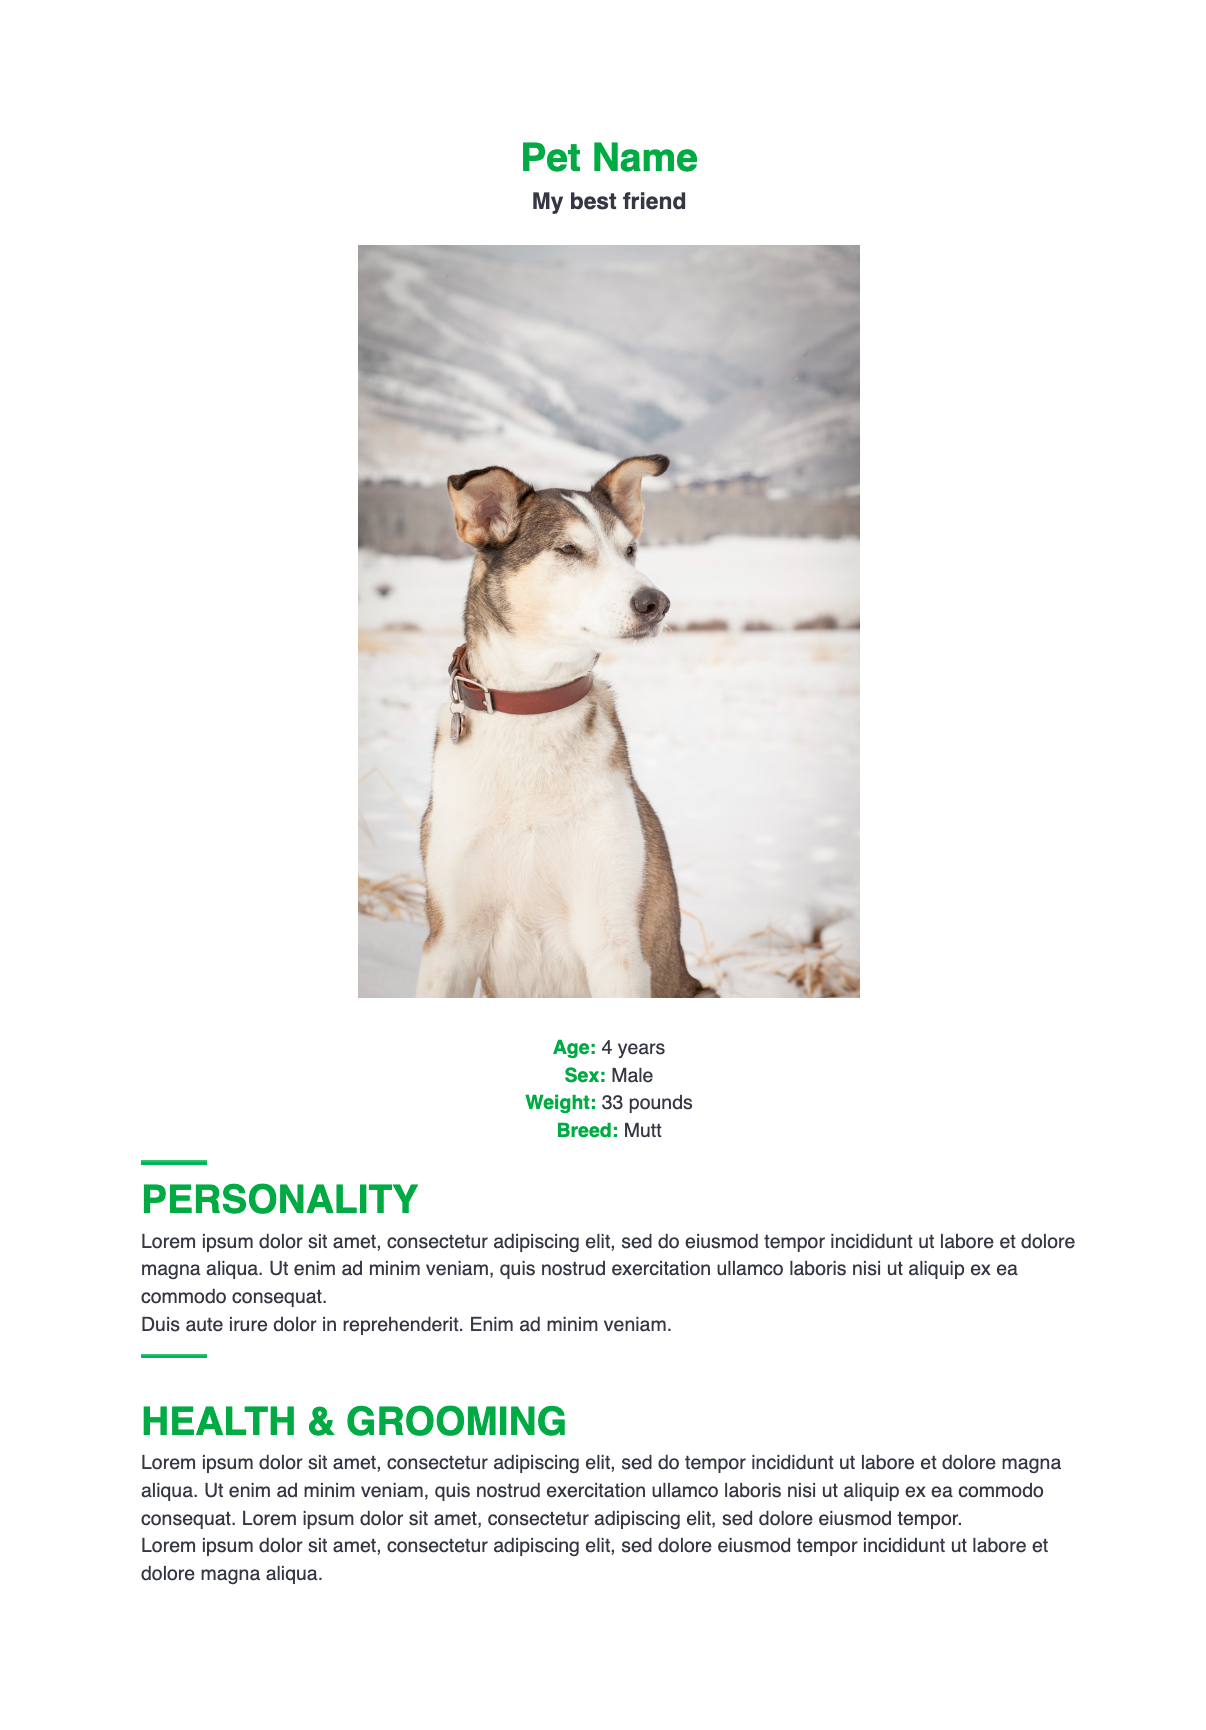 Pet Name
My best friend
Age: 4 years
Sex: Male
Weight: 33 pounds
Breed: Mutt
PERSONALITY
Lorem ipsum dolor sit amet, consectetur adipiscing elit, sed do eiusmod tempor incididunt ut labore et dolore
magna aliqua. Ut enim ad minim veniam, quis nostrud exercitation ullamco laboris nisi ut aliquip ex ea
commodo consequat.
Duis aute irure dolor in reprehenderit. Enim ad minim veniam.
HEALTH & GROOMING
Lorem ipsum dolor sit amet, consectetur adipiscing elit, sed do tempor incididunt ut labore et dolore magna
aliqua. Ut enim ad minim veniam, quis nostrud exercitation ullamco laboris nisi ut aliquip ex ea commodo
consequat. Lorem ipsum dolor sit amet, consectetur adipiscing elit, sed dolore eiusmod tempor.
Lorem ipsum dolor sit amet, consectetur adipiscing elit, sed dolore eiusmod tempor incididunt ut labore et
dolore magna aliqua.